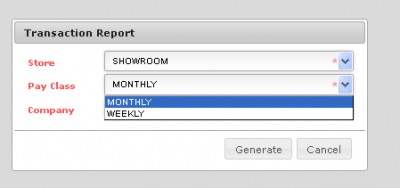 Transaction Report
Store SHOWROOM *
Pay Class MONTHLY *
MONTHLY
Company WEEKLY
Generate Cancel